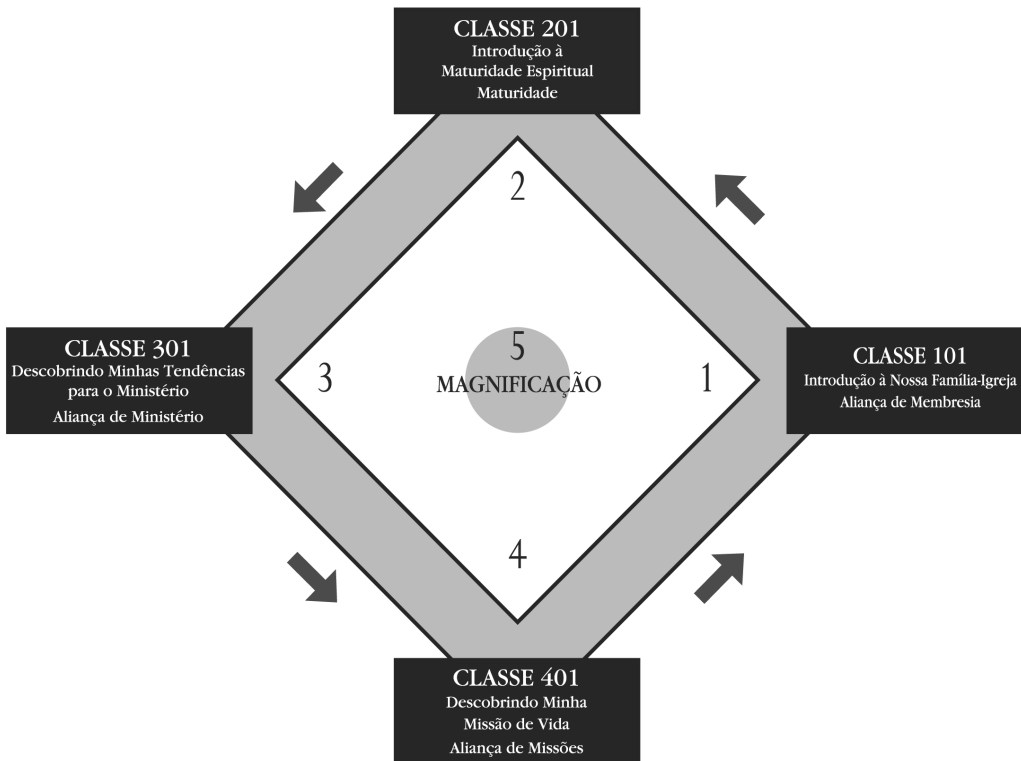 CLASSE 201
Introdução à
Maturidade Espiritual
Maturidade
2
CLASSE 301
Descobrindo Minhas Tendências
para o Ministério
Aliança de Ministério
3
5
MAGNIFICAÇÃO
1
CLASSE 101
Introdução à Nossa Família-Igreja
Aliança de Membresia
4
CLASSE 401
Descobrindo Minha
Missão de Vida
Aliança de Missões